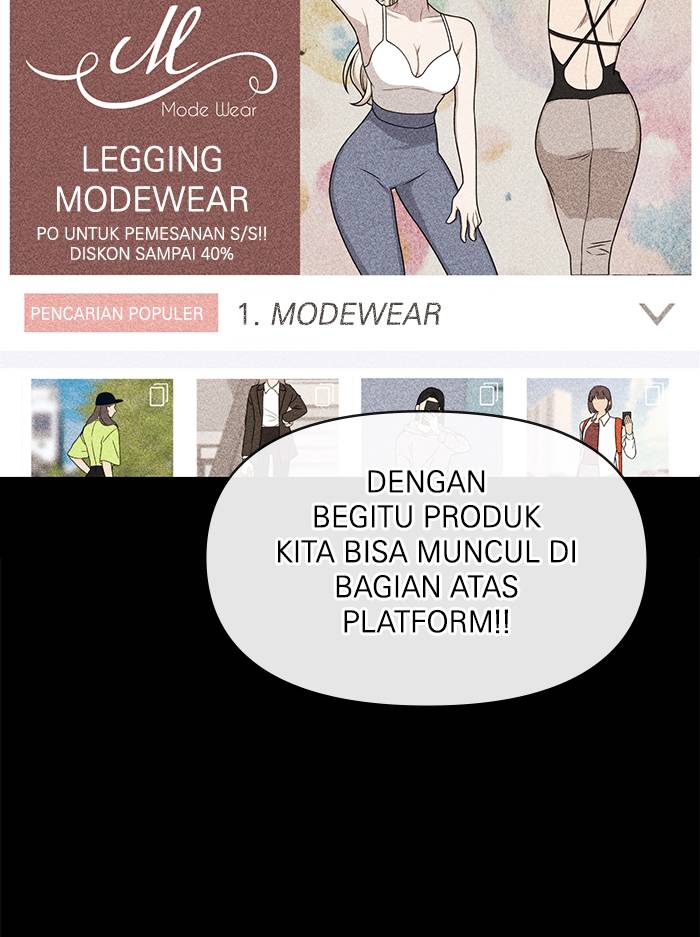 M
Mode Wear
LEGGING
MODEWEAR
PO UNTUK PEMESANAN S/S!!
DISKON SAMPAI 40%
PENCARIAN POPULER
1. MODEWEAR
DENGAN
BEGITU PRODUK
KITA BISA MUNCUL DI
BAGIAN ATAS
PLATFORM!!